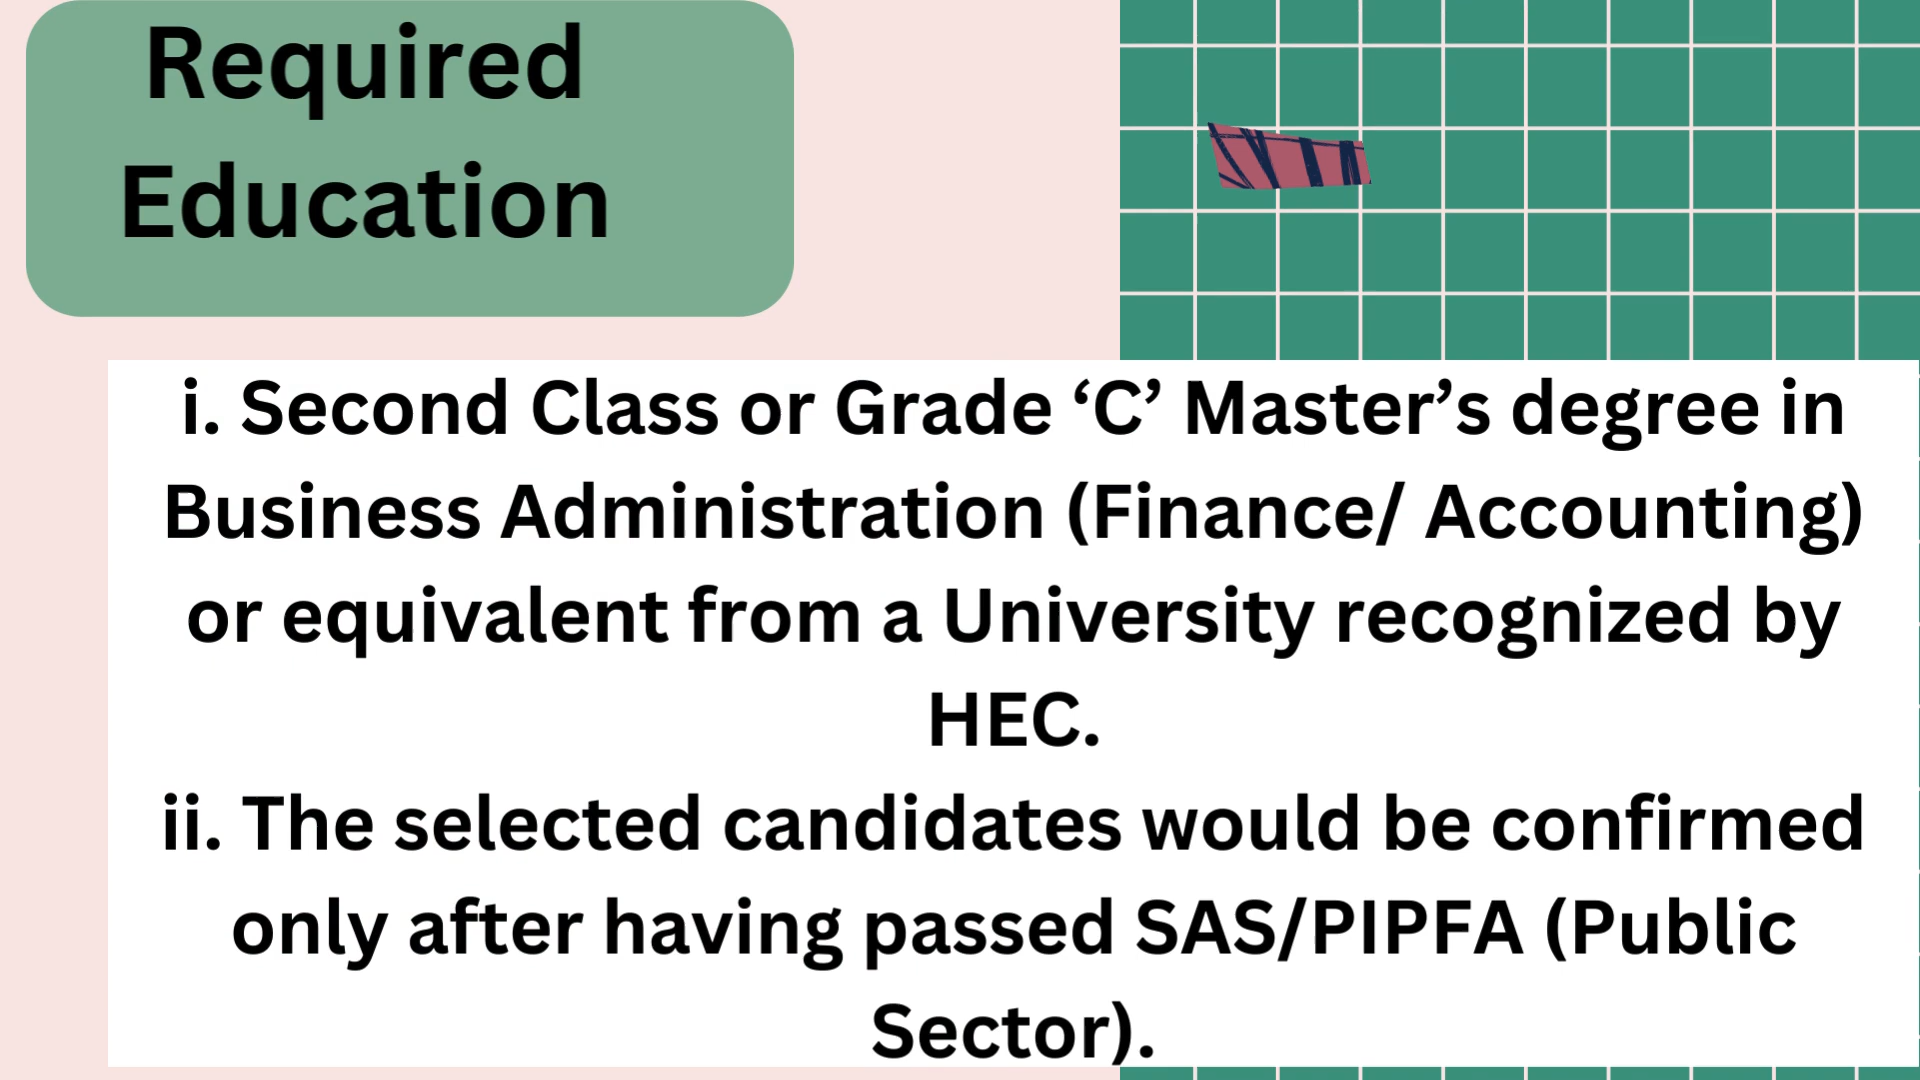 Required
Education
i. Second Class or Grade ‘C’ Master’s degree in
Business Administration (Finance/ Accounting)
or equivalent from a University recognized by
HEC.
ii. The selected candidates would be confirmed
only after having passed SAS/PIPFA (Public
Sector).